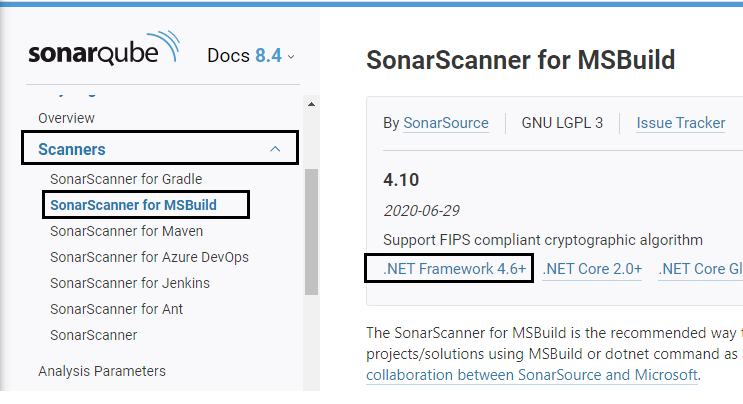 sonarqube Docs 8.4
Overview
Scanners
SonarScanner for Gradle
SonarScanner for MSBuild
SonarScanner for Maven
SonarScanner for Azure DevOps
SonarScanner for Jenkins
SonarScanner for Ant
SonarScanner
Analysis Parameters
SonarScanner for MSBuild
By SonarSource GNU LGPL 3 Issue Tracker
4.10
2020-06-29
Support FIPS compliant cryptographic algorithm
.NET Framework 4.6+ .NET Core 2.0+ .NET Core Gl
The SonarScanner for MSBuild is the recommended way
projects/solutions using MSBuild or dotnet command as
collaboration between SonarSource and Microsoft.